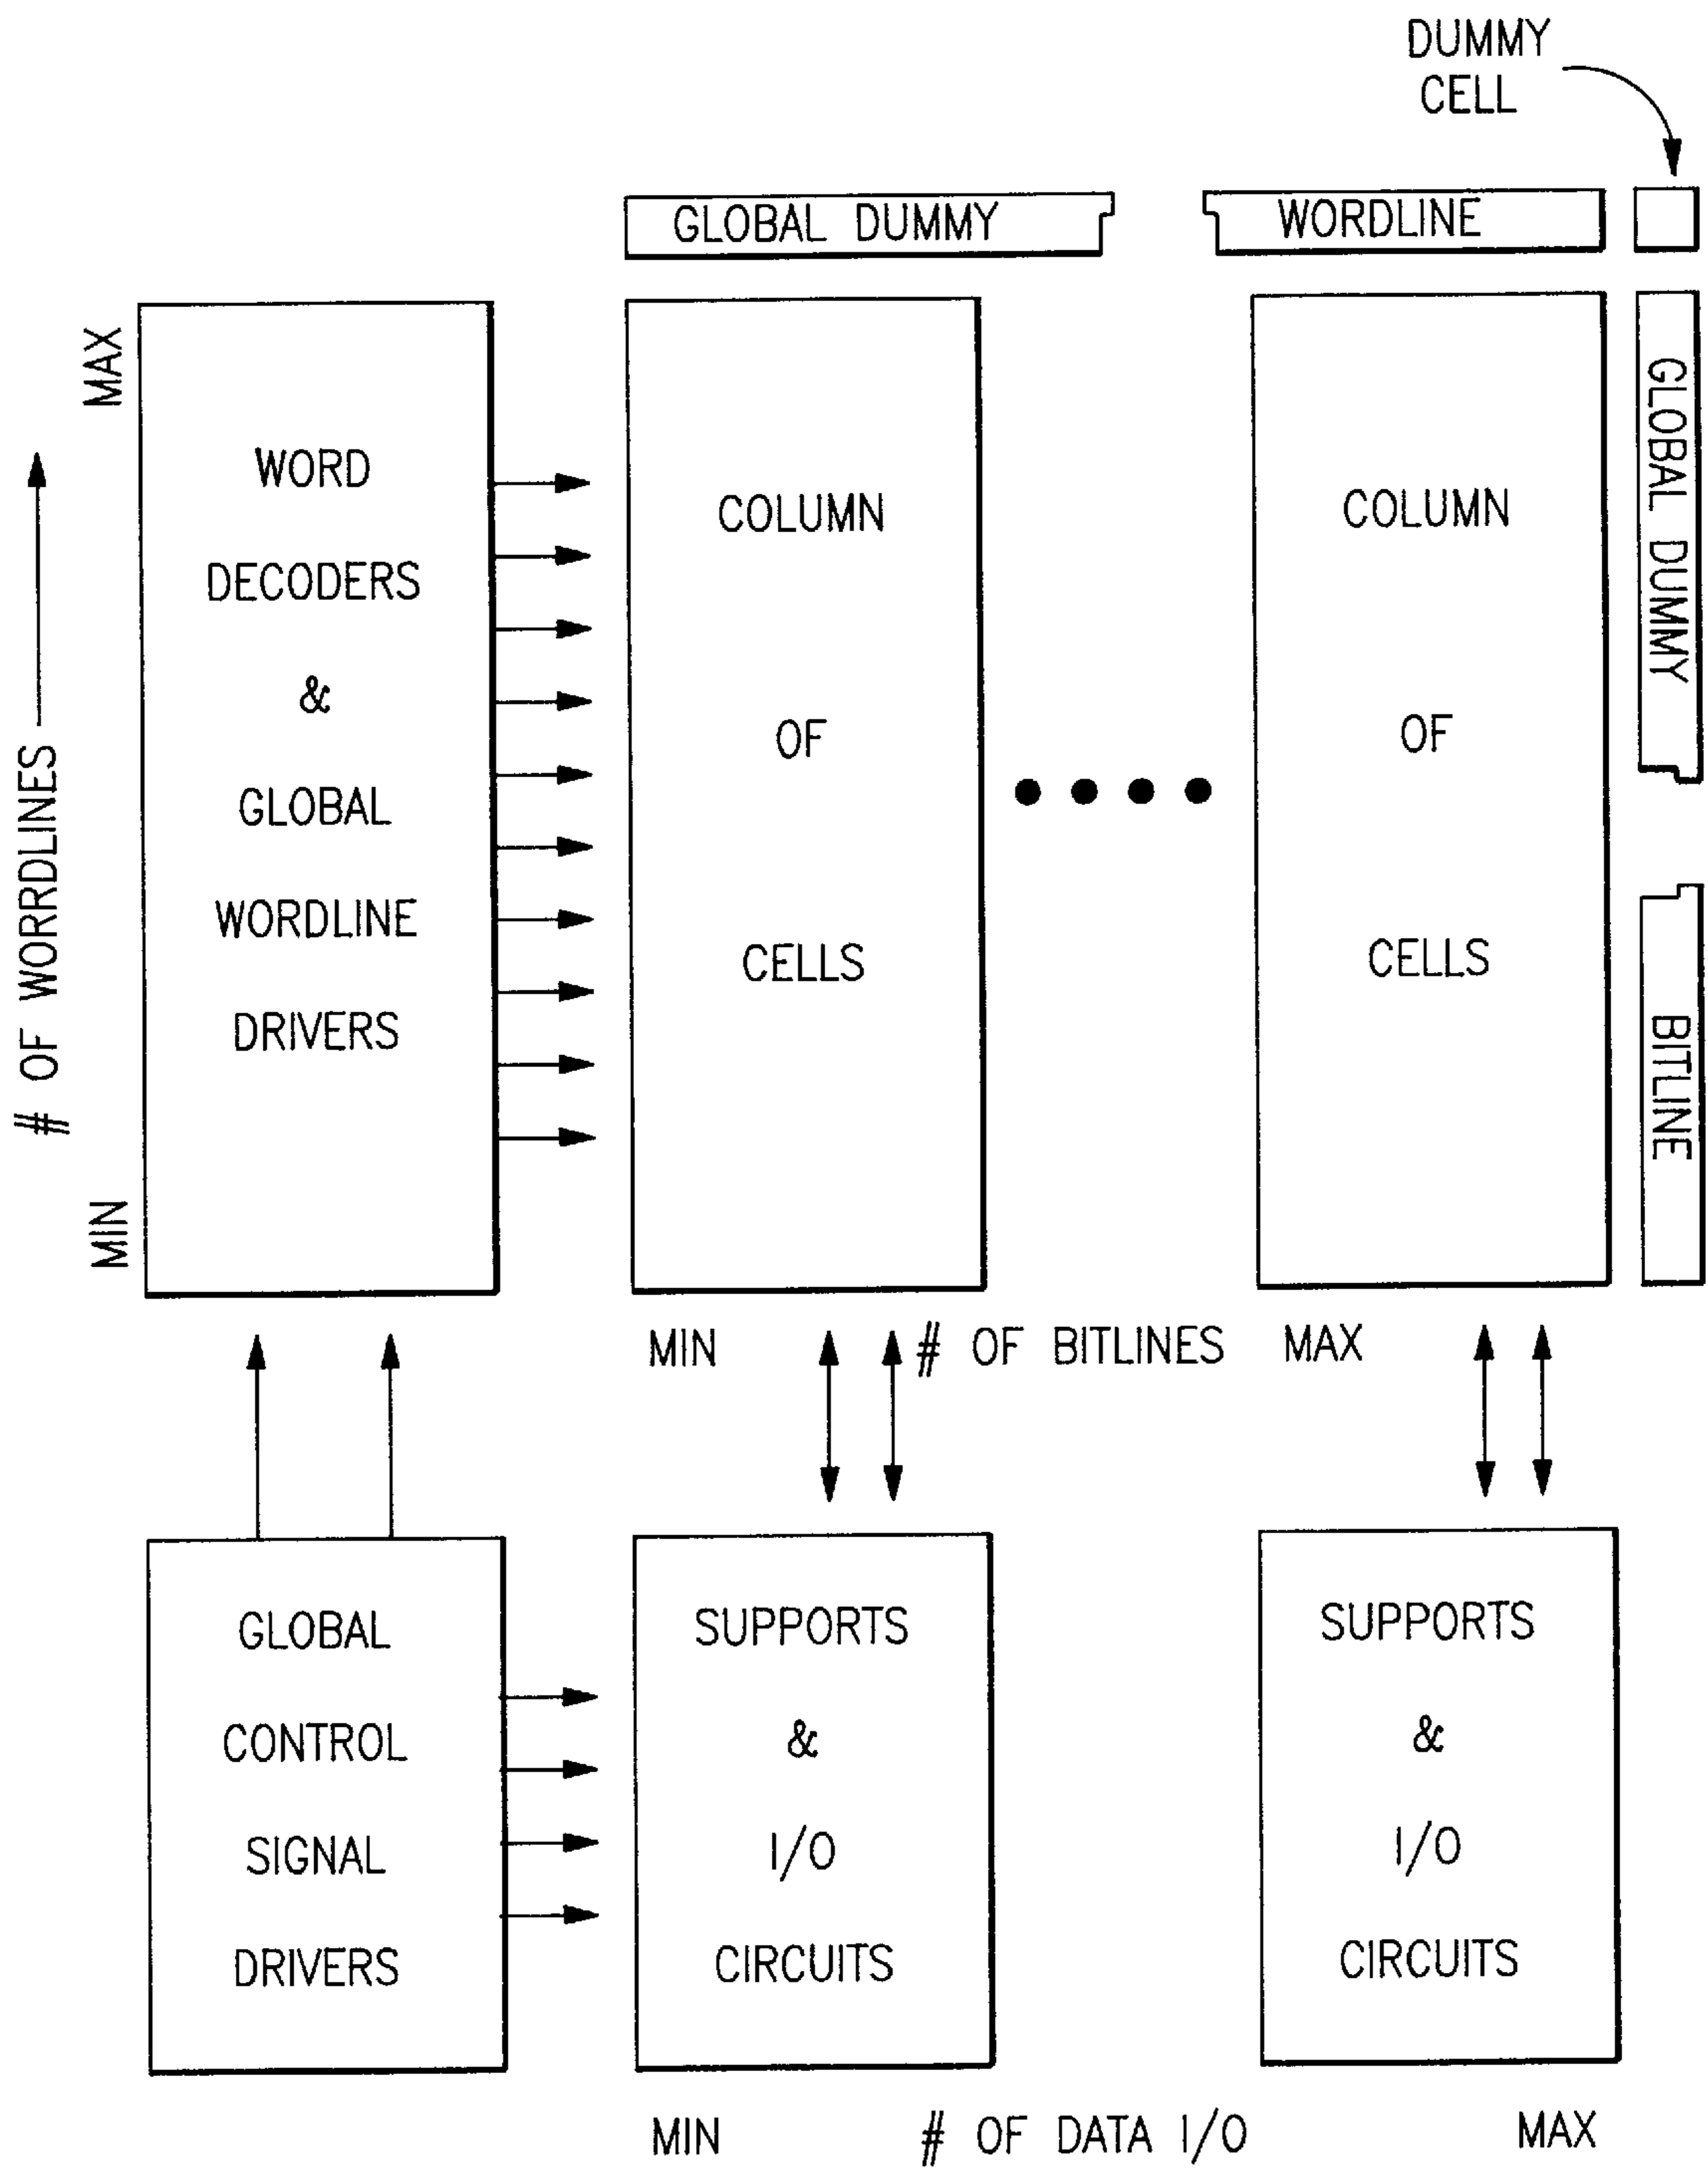 DUMMY
CELL
GLOBAL DUMMY
WORDLINE
MAX
# OF WORRDLINES
MIN
WORD
DECODERS
&
GLOBAL
WORDLINE
DRIVERS
COLUMN
OF
CELLS
COLUMN
OF
CELLS
GLOBAL DUMMY
BITLINE
MIN
# OF BITLINES
MAX
GLOBAL
CONTROL
SIGNAL
DRIVERS
SUPPORTS
&
I/O
CIRCUITS
SUPPORTS
&
I/O
CIRCUITS
MIN
# OF DATA I/O
MAX